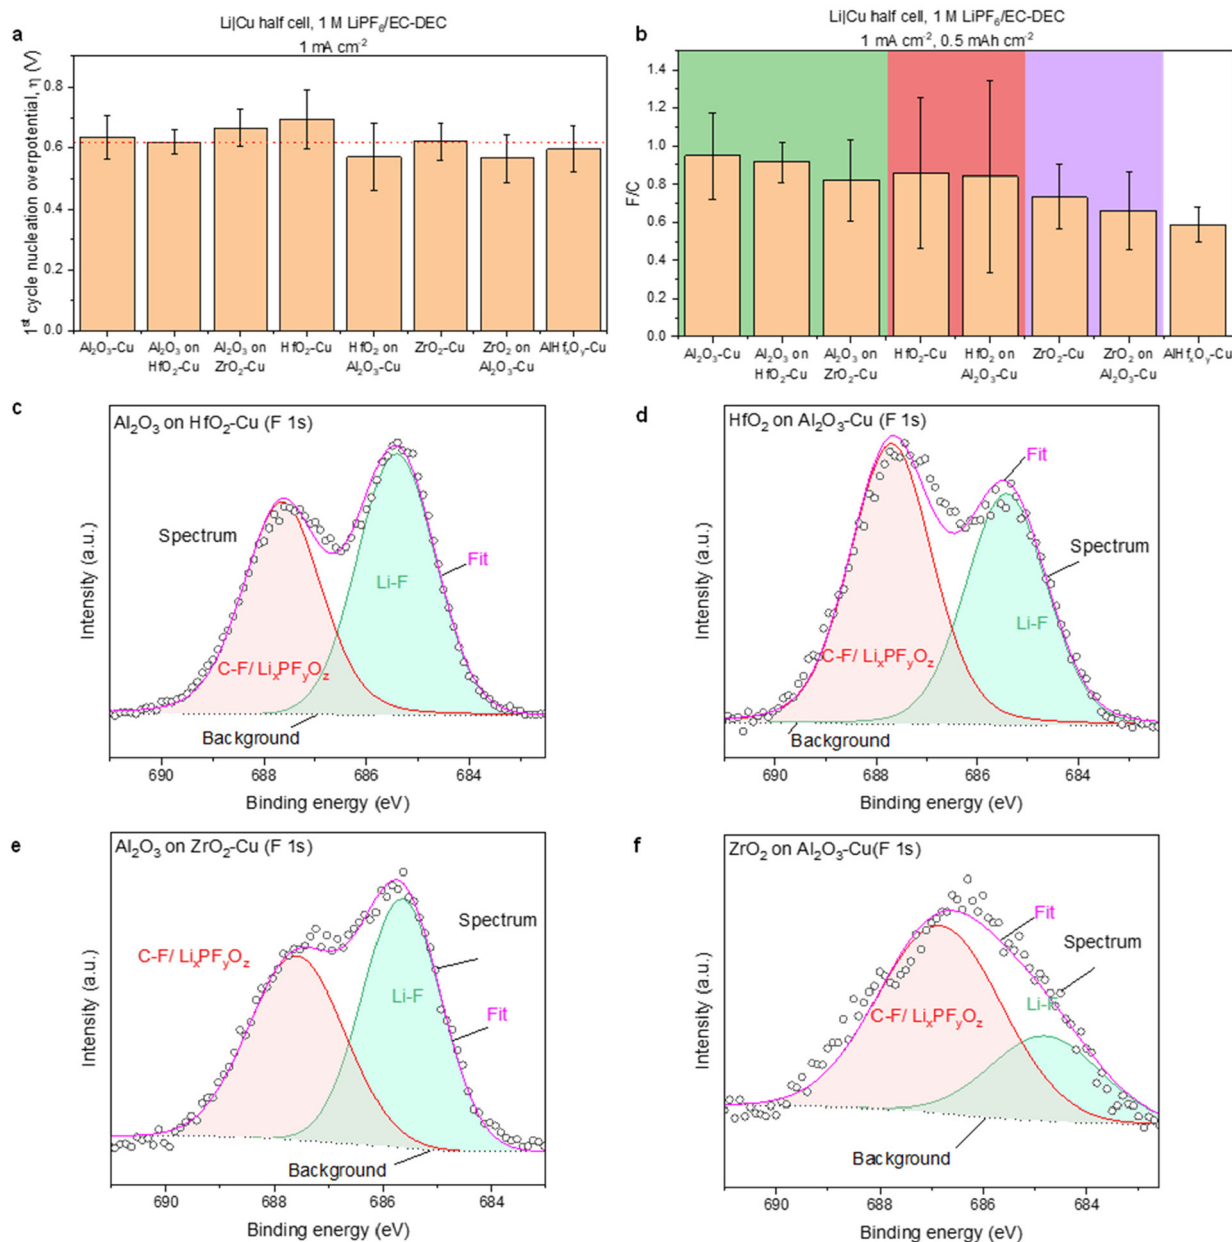 a
Li|Cu half cell, 1 M LiPF₆/EC-DEC
1 mA cm⁻²
1ˢᵗ cycle nucleation overpotential, η (V)
0.8
0.6
0.4
0.2
0.0
Al₂O₃-Cu
Al₂O₃ on
HfO₂-Cu
Al₂O₃ on
ZrO₂-Cu
HfO₂-Cu
HfO₂ on
Al₂O₃-Cu
ZrO₂-Cu
ZrO₂ on
Al₂O₃-Cu
AlHfₓOᵧ-Cu
b
Li|Cu half cell, 1 M LiPF₆/EC-DEC
1 mA cm⁻², 0.5 mAh cm⁻²
F/C
1.4
1.2
1.0
0.8
0.6
0.4
0.2
0.0
Al₂O₃-Cu
Al₂O₃ on
HfO₂-Cu
Al₂O₃ on
ZrO₂-Cu
HfO₂-Cu
HfO₂ on
Al₂O₃-Cu
ZrO₂-Cu
ZrO₂ on
Al₂O₃-Cu
AlHfₓOᵧ-Cu
c
Al₂O₃ on HfO₂-Cu (F 1s)
Spectrum
Fit
Li-F
C-F/ LiₓPFᵧO_z
Background
Intensity (a.u.)
690 688 686 684
Binding energy (eV)
d
HfO₂ on Al₂O₃-Cu (F 1s)
Fit
Spectrum
Li-F
C-F/ LiₓPFᵧO_z
Background
Intensity (a.u.)
690 688 686 684
Binding energy (eV)
e
Al₂O₃ on ZrO₂-Cu (F 1s)
Spectrum
C-F/ LiₓPFᵧO_z
Li-F
Fit
Background
Intensity (a.u.)
690 688 686 684
Binding energy (eV)
f
ZrO₂ on Al₂O₃-Cu(F 1s)
Fit
Spectrum
Li-F
C-F/ LiₓPFᵧO_z
Background
Intensity (a.u.)
690 688 686 684
Binding energy (eV)